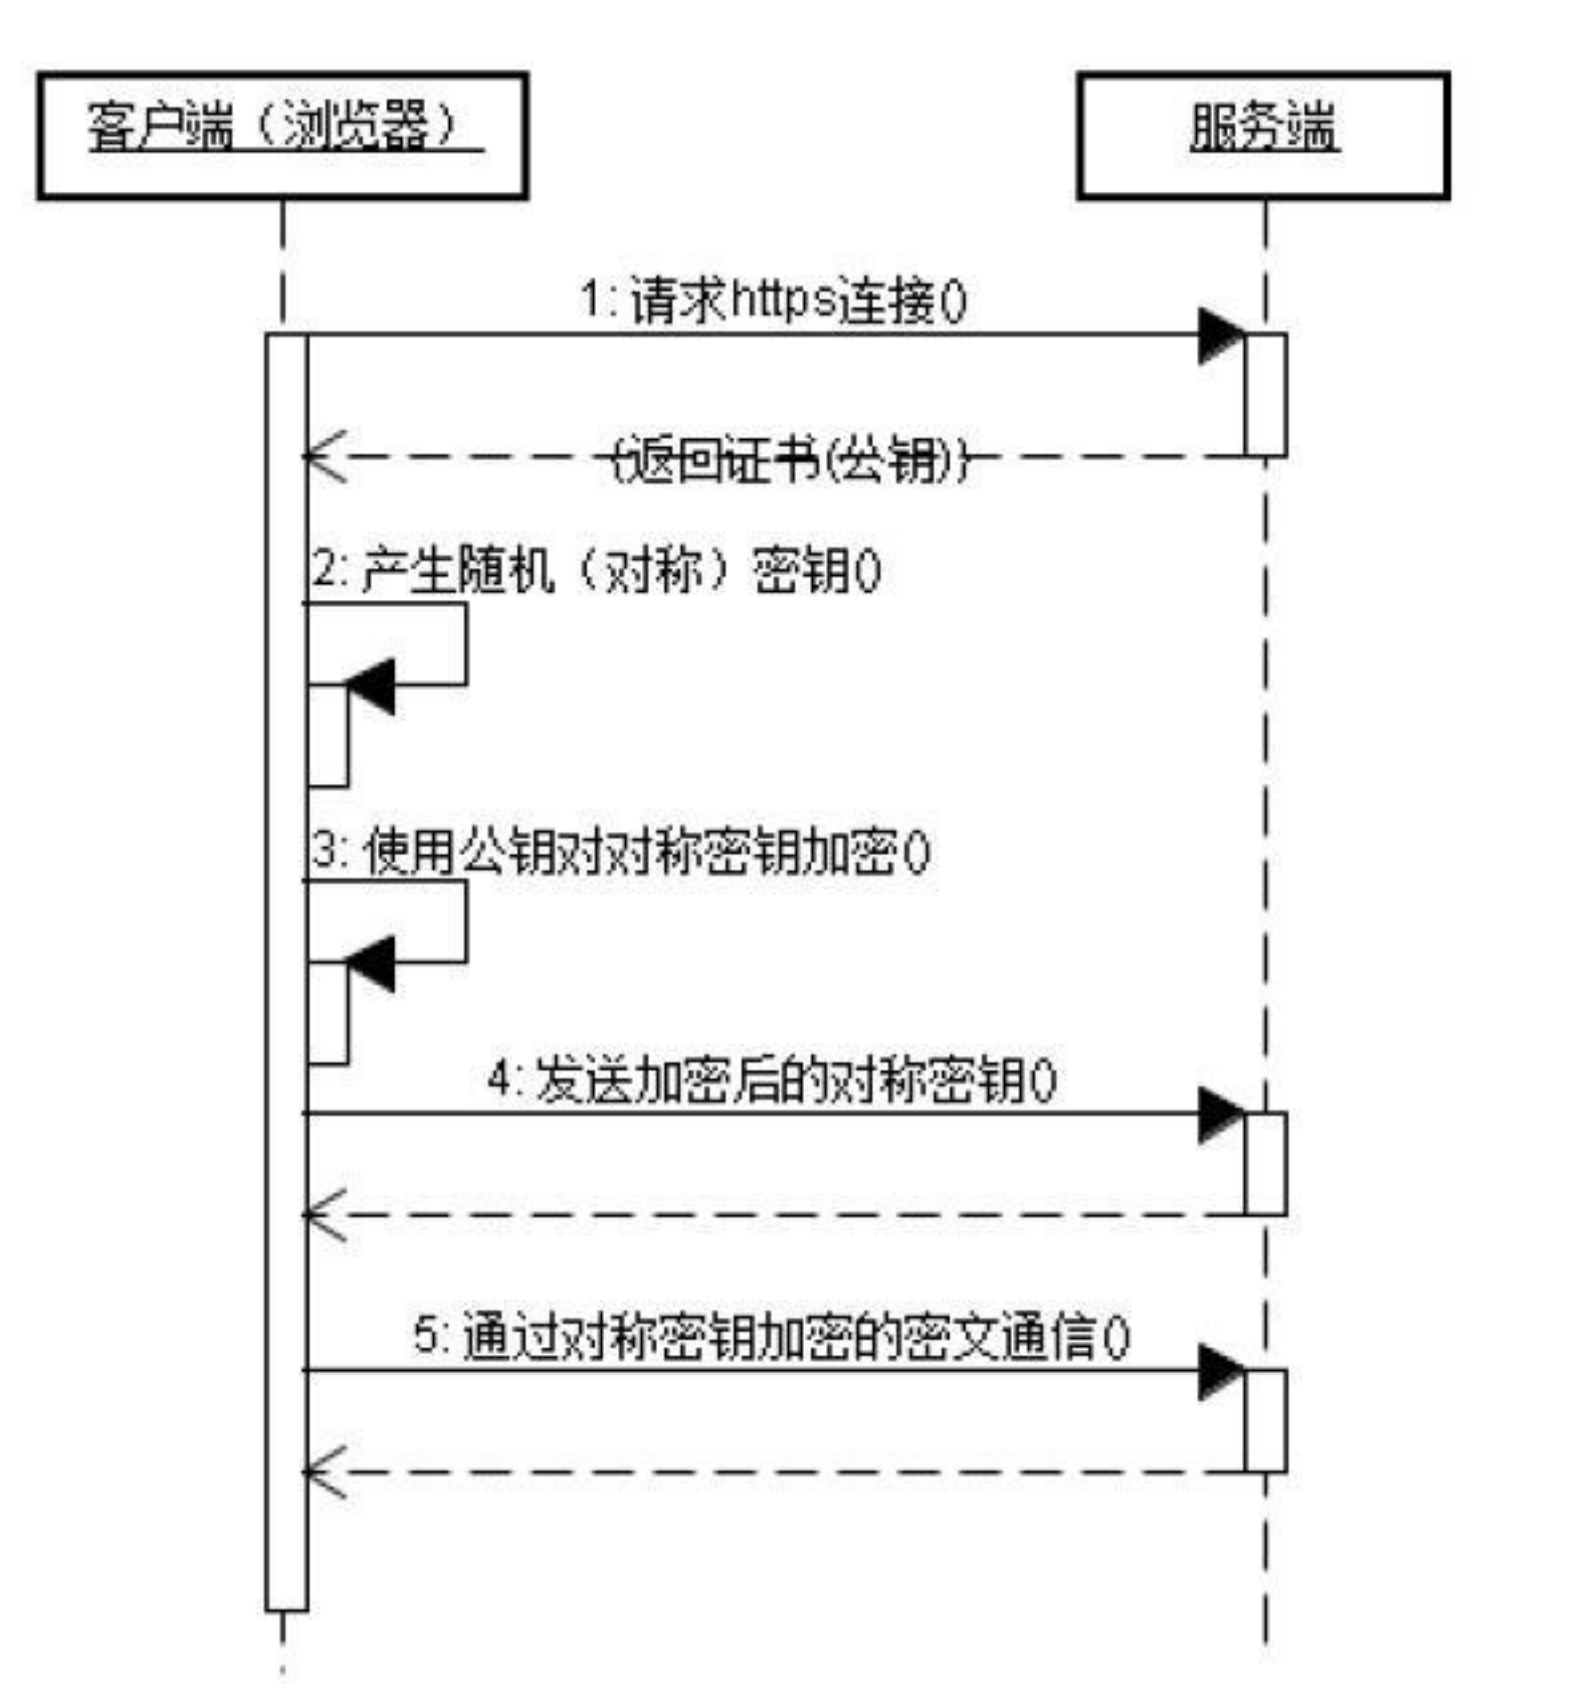 客户端（浏览器）
服务端
1: 请求https连接()
(返回证书(公钥))
2: 产生随机（对称）密钥()
3: 使用公钥对对称密钥加密()
4: 发送加密后的对称密钥()
5: 通过对称密钥加密的密文通信()